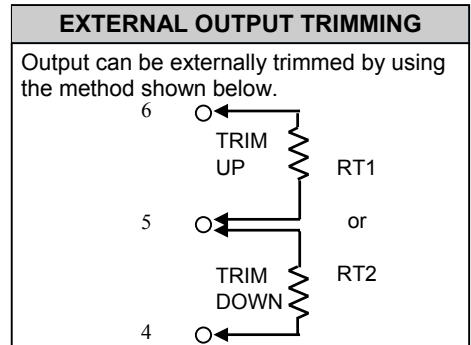 EXTERNAL OUTPUT TRIMMING
Output can be externally trimmed by using
the method shown below.
6
TRIM
UP RT1
5 or
TRIM RT2
DOWN
4